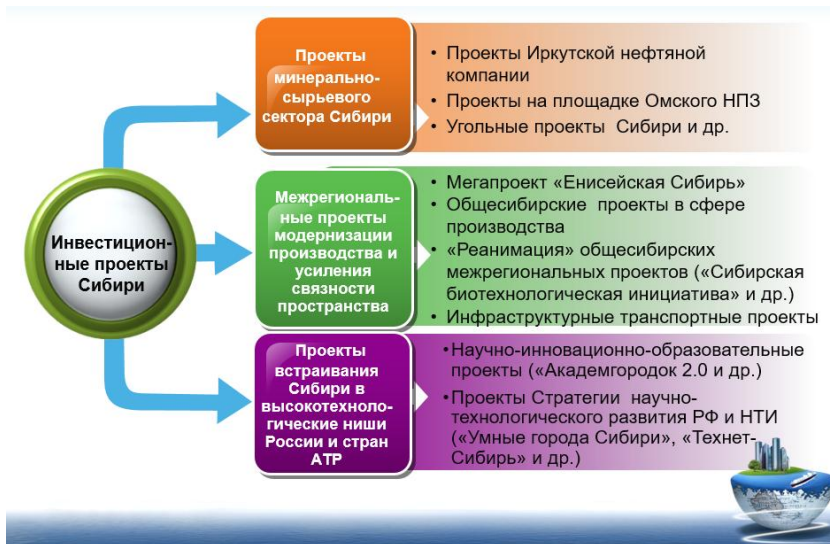 Инвестицион-
ные проекты
Сибири
Проекты
минерально-
сырьевого
сектора Сибири
• Проекты Иркутской нефтяной
компании
• Проекты на площадке Омского НПЗ
• Угольные проекты Сибири и др.
Межрегиональ-
ные проекты
модернизации
производства и
усиления
связности
пространства
• Мегапроект «Енисейская Сибирь»
• Общесибирские проекты в сфере
производства
• «Реанимация» общесибирских
межрегиональных проектов («Сибирская
биотехнологическая инициатива» и др.)
• Инфраструктурные транспортные проекты
Проекты
встраивания
Сибири в
высокотехноло-
гические ниши
России и стран
АТР
• Научно-инновационно-образовательные
проекты («Академгородок 2.0 и др.)
• Проекты Стратегии научно-
технологического развития РФ и НТИ
(«Умные города Сибири», «Технет-
Сибирь» и др.)